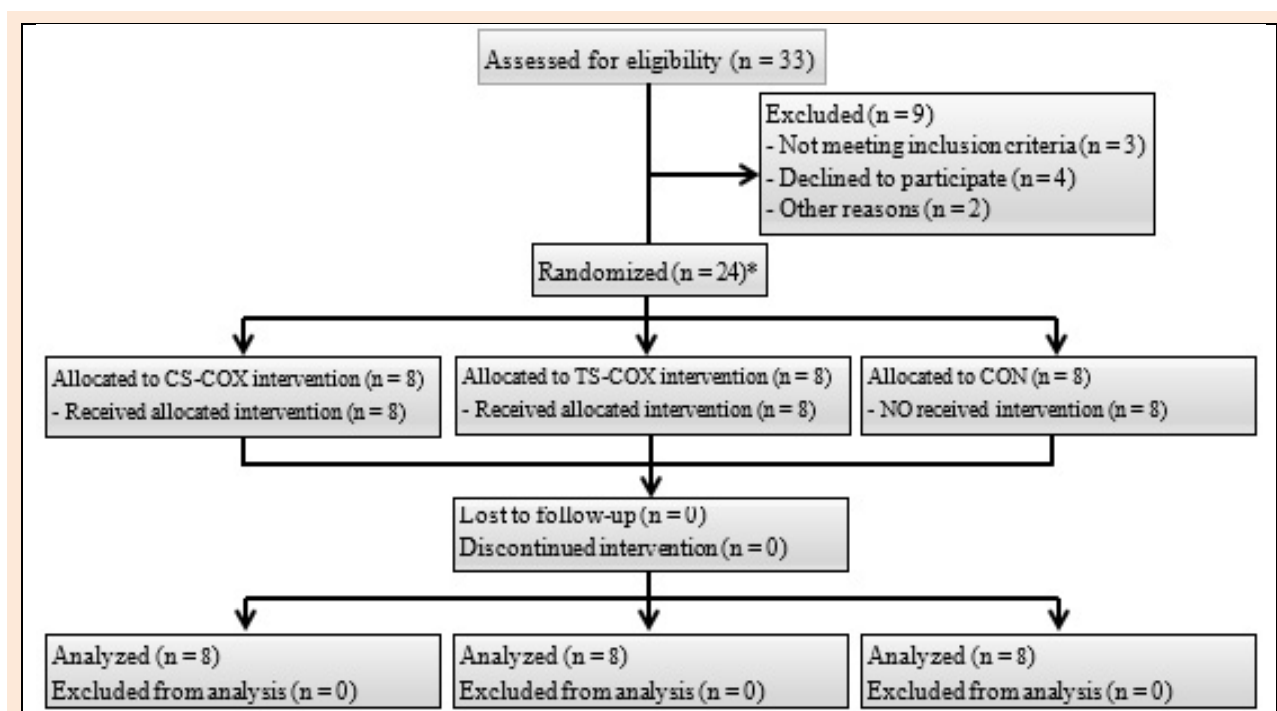 Assessed for eligibility (n = 33)
Excluded (n = 9)
- Not meeting inclusion criteria (n = 3)
- Declined to participate (n = 4)
- Other reasons (n = 2)
Randomized (n = 24)*
Allocated to CS-COX intervention (n = 8)
- Received allocated intervention (n = 8)
Allocated to TS-COX intervention (n = 8)
- Received allocated intervention (n = 8)
Allocated to CON (n = 8)
- NO received intervention (n = 8)
Lost to follow-up (n = 0)
Discontinued intervention (n = 0)
Analyzed (n = 8)
Excluded from analysis (n = 0)
Analyzed (n = 8)
Excluded from analysis (n = 0)
Analyzed (n = 8)
Excluded from analysis (n = 0)